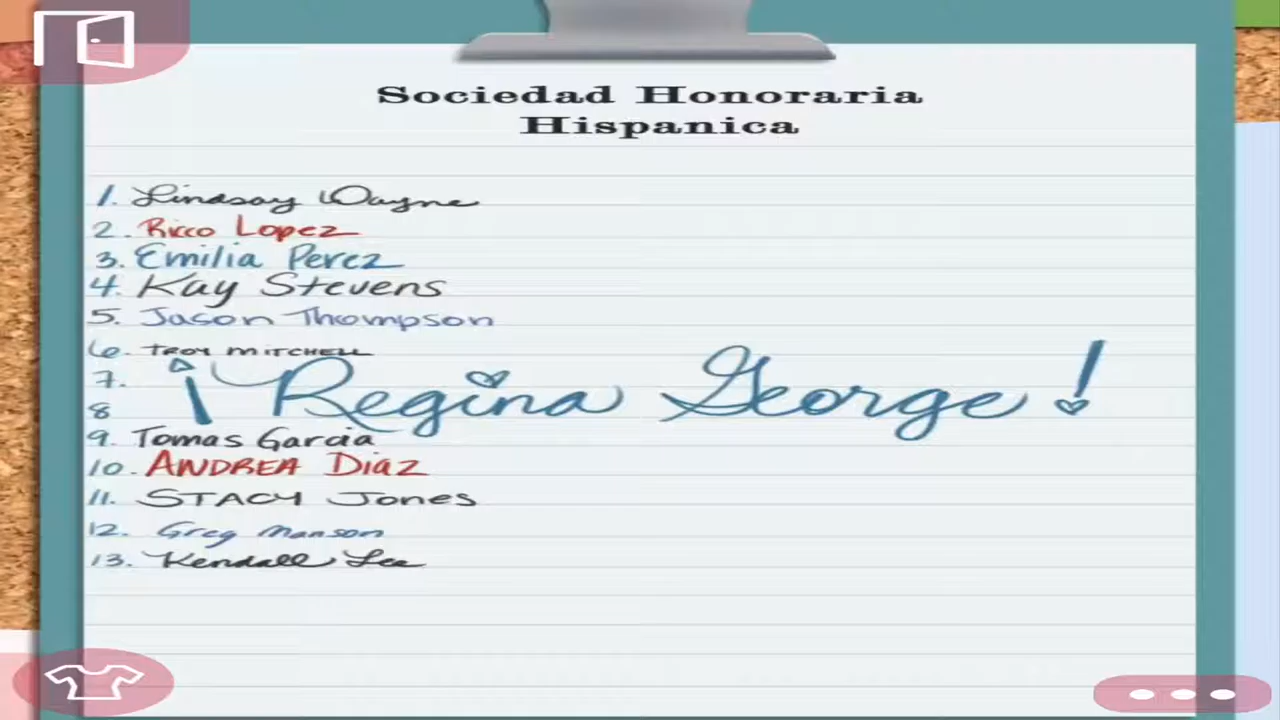 Sociedad Honoraria
Hispanica
1. Lindsay Wayne
2. Ricco Lopez
3. Emilia Perez
4. Kay Stevens
5. Jason Thompson
6. TROY MITCHELL
7.
8
¡Regina George!
9. Tomas Garcia
10. ANDREA Diaz
11. STACY Jones
12. Greg Manson
13. Kendall Lee